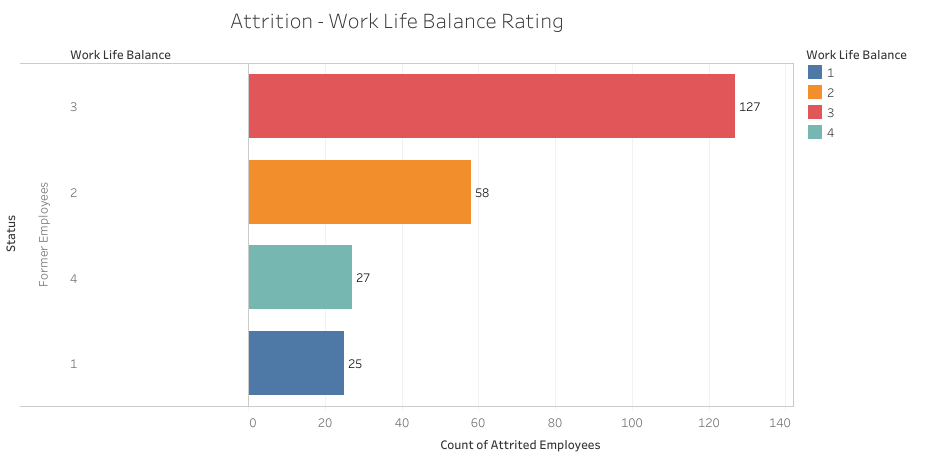 Attrition - Work Life Balance Rating
Work Life Balance
Status
Former Employees
3
127
2
58
4
27
1
25
0 20 40 60 80 100 120 140
Count of Attrited Employees
Work Life Balance
1
2
3
4